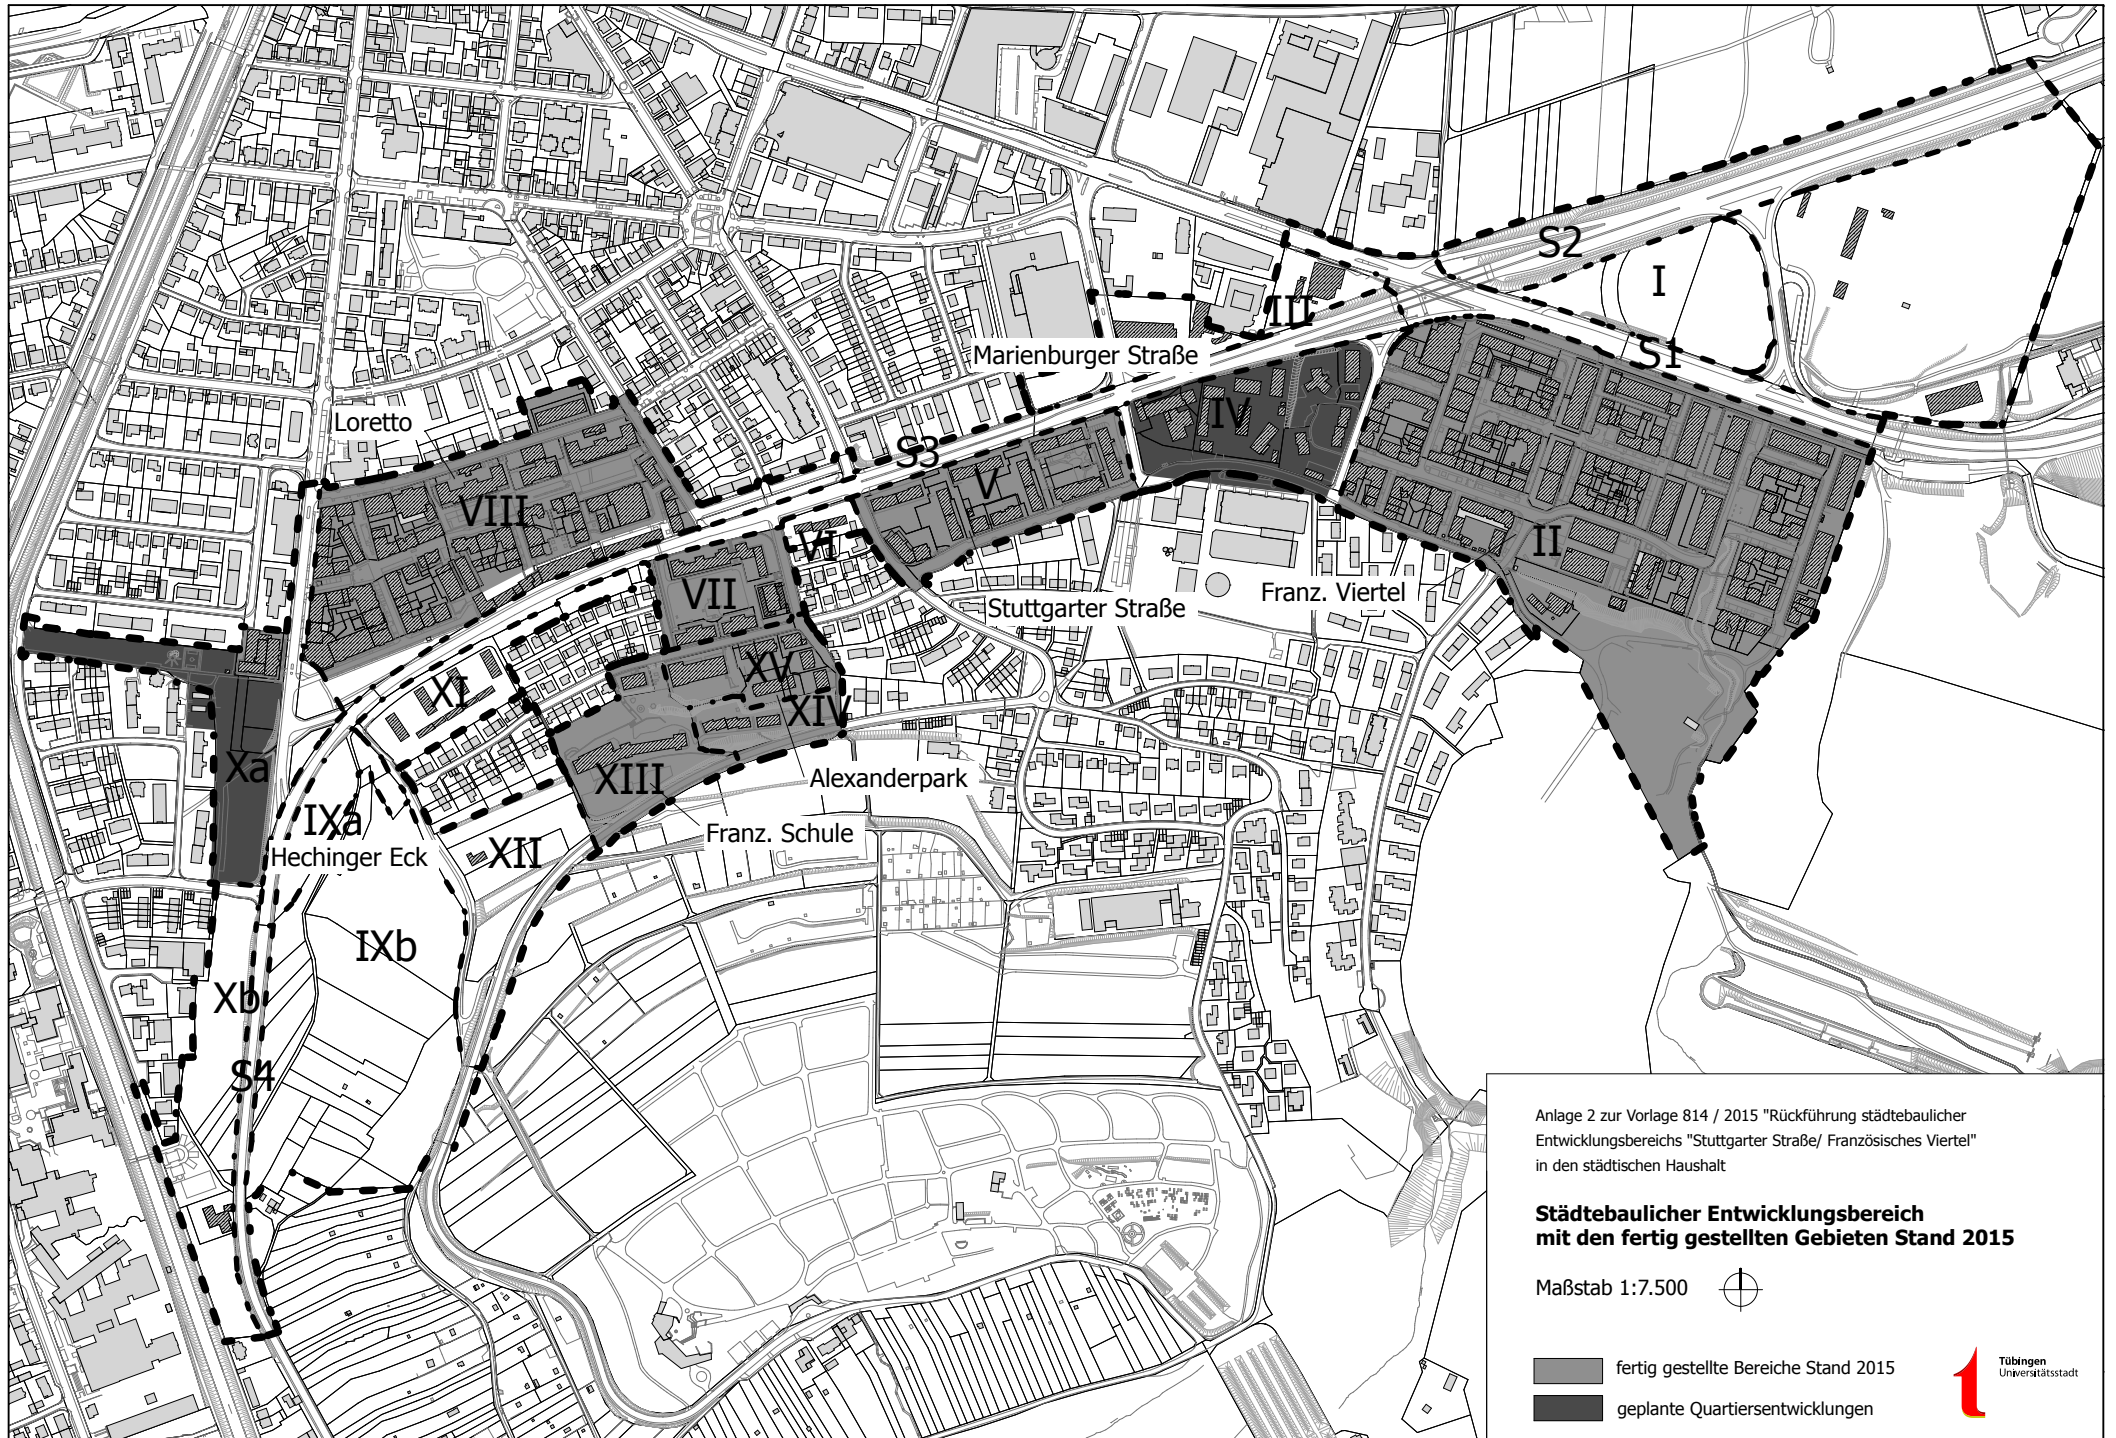 S2
I
III
S1
Marienburger Straße
Loretto
IV
S3
V
VIII
VI
II
VII
Franz. Viertel
Stuttgarter Straße
XV
XI
XIV
Xa
XIII
Alexanderpark
IXa
Franz. Schule
Hechinger Eck
XII
IXb
Xb
S4
Anlage 2 zur Vorlage 814 / 2015 "Rückführung städtebaulicher
Entwicklungsbereichs "Stuttgarter Straße/ Französisches Viertel"
in den städtischen Haushalt
Städtebaulicher Entwicklungsbereich
mit den fertig gestellten Gebieten Stand 2015
Maßstab 1:7.500
fertig gestellte Bereiche Stand 2015
geplante Quartiersentwicklungen
Tübingen
Universitätsstadt